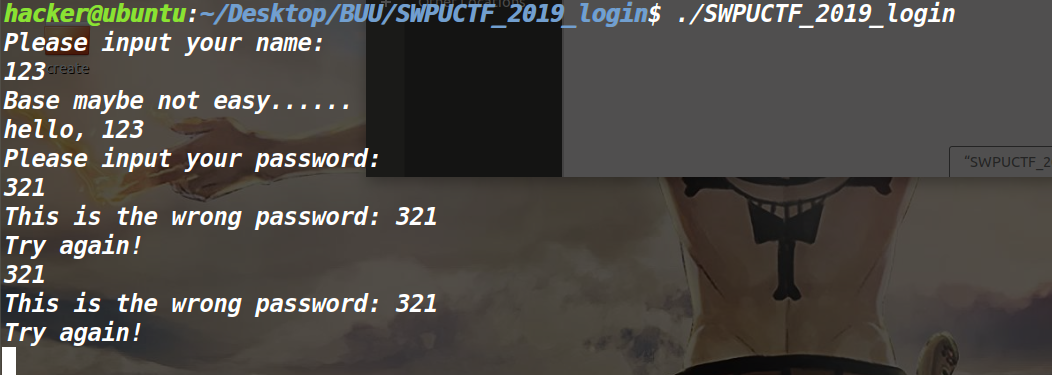 hacker@ubuntu:~/Desktop/BUU/SWPUCTF_2019_login$ ./SWPUCTF_2019_login
Please input your name:
123
create
Base maybe not easy......
hello, 123
Please input your password:
321
This is the wrong password: 321
Try again!
321
This is the wrong password: 321
Try again!
"SWPUCTF_2